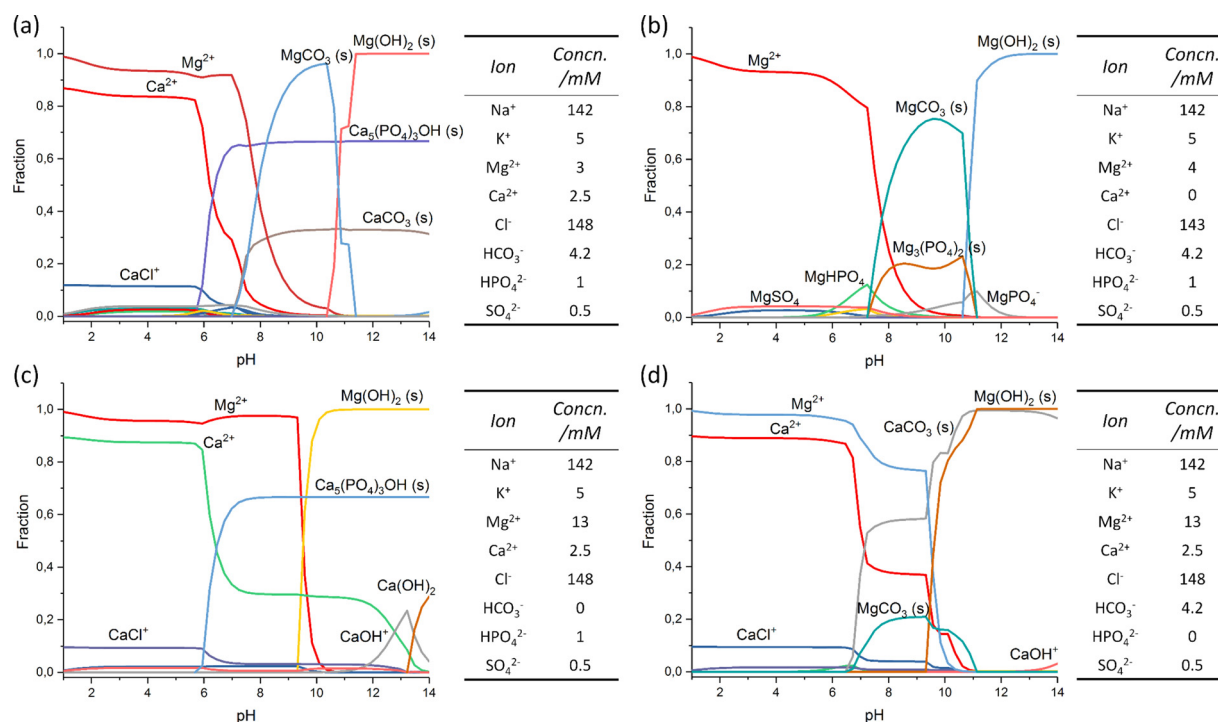 (a)
Fraction
1,0
0,8
0,6
0,4
0,2
0,0
Mg²⁺
Ca²⁺
MgCO₃ (s)
Mg(OH)₂ (s)
Ca₅(PO₄)₃OH (s)
CaCO₃ (s)
CaCl⁺
2 4 6 8 10 12 14
pH
Ion Concn. /mM
Na⁺ 142
K⁺ 5
Mg²⁺ 3
Ca²⁺ 2.5
Cl⁻ 148
HCO₃⁻ 4.2
HPO₄²⁻ 1
SO₄²⁻ 0.5
(b)
Fraction
1,0
0,8
0,6
0,4
0,2
0,0
Mg²⁺
Mg(OH)₂ (s)
MgCO₃ (s)
Mg₃(PO₄)₂ (s)
MgHPO₄
MgSO₄
MgPO₄⁻
2 4 6 8 10 12 14
pH
Ion Concn. /mM
Na⁺ 142
K⁺ 5
Mg²⁺ 4
Ca²⁺ 0
Cl⁻ 143
HCO₃⁻ 4.2
HPO₄²⁻ 1
SO₄²⁻ 0.5
(c)
Fraction
1,0
0,8
0,6
0,4
0,2
0,0
Mg²⁺
Ca²⁺
Mg(OH)₂ (s)
Ca₅(PO₄)₃OH (s)
Ca(OH)₂
CaOH⁺
CaCl⁺
2 4 6 8 10 12 14
pH
Ion Concn. /mM
Na⁺ 142
K⁺ 5
Mg²⁺ 13
Ca²⁺ 2.5
Cl⁻ 148
HCO₃⁻ 0
HPO₄²⁻ 1
SO₄²⁻ 0.5
(d)
Fraction
1,0
0,8
0,6
0,4
0,2
0,0
Mg²⁺
Ca²⁺
CaCO₃ (s)
Mg(OH)₂ (s)
MgCO₃ (s)
CaCl⁺
CaOH⁺
2 4 6 8 10 12 14
pH
Ion Concn. /mM
Na⁺ 142
K⁺ 5
Mg²⁺ 13
Ca²⁺ 2.5
Cl⁻ 148
HCO₃⁻ 4.2
HPO₄²⁻ 0
SO₄²⁻ 0.5